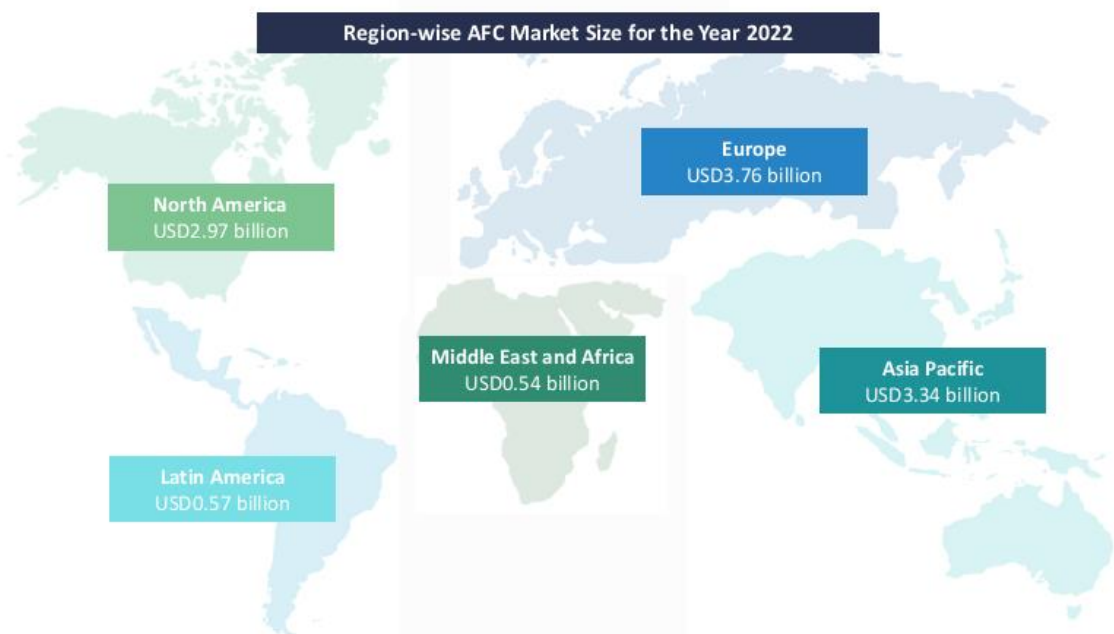 Region-wise AFC Market Size for the Year 2022
Europe
USD3.76 billion
North America
USD2.97 billion
Middle East and Africa
USD0.54 billion
Asia Pacific
USD3.34 billion
Latin America
USD0.57 billion